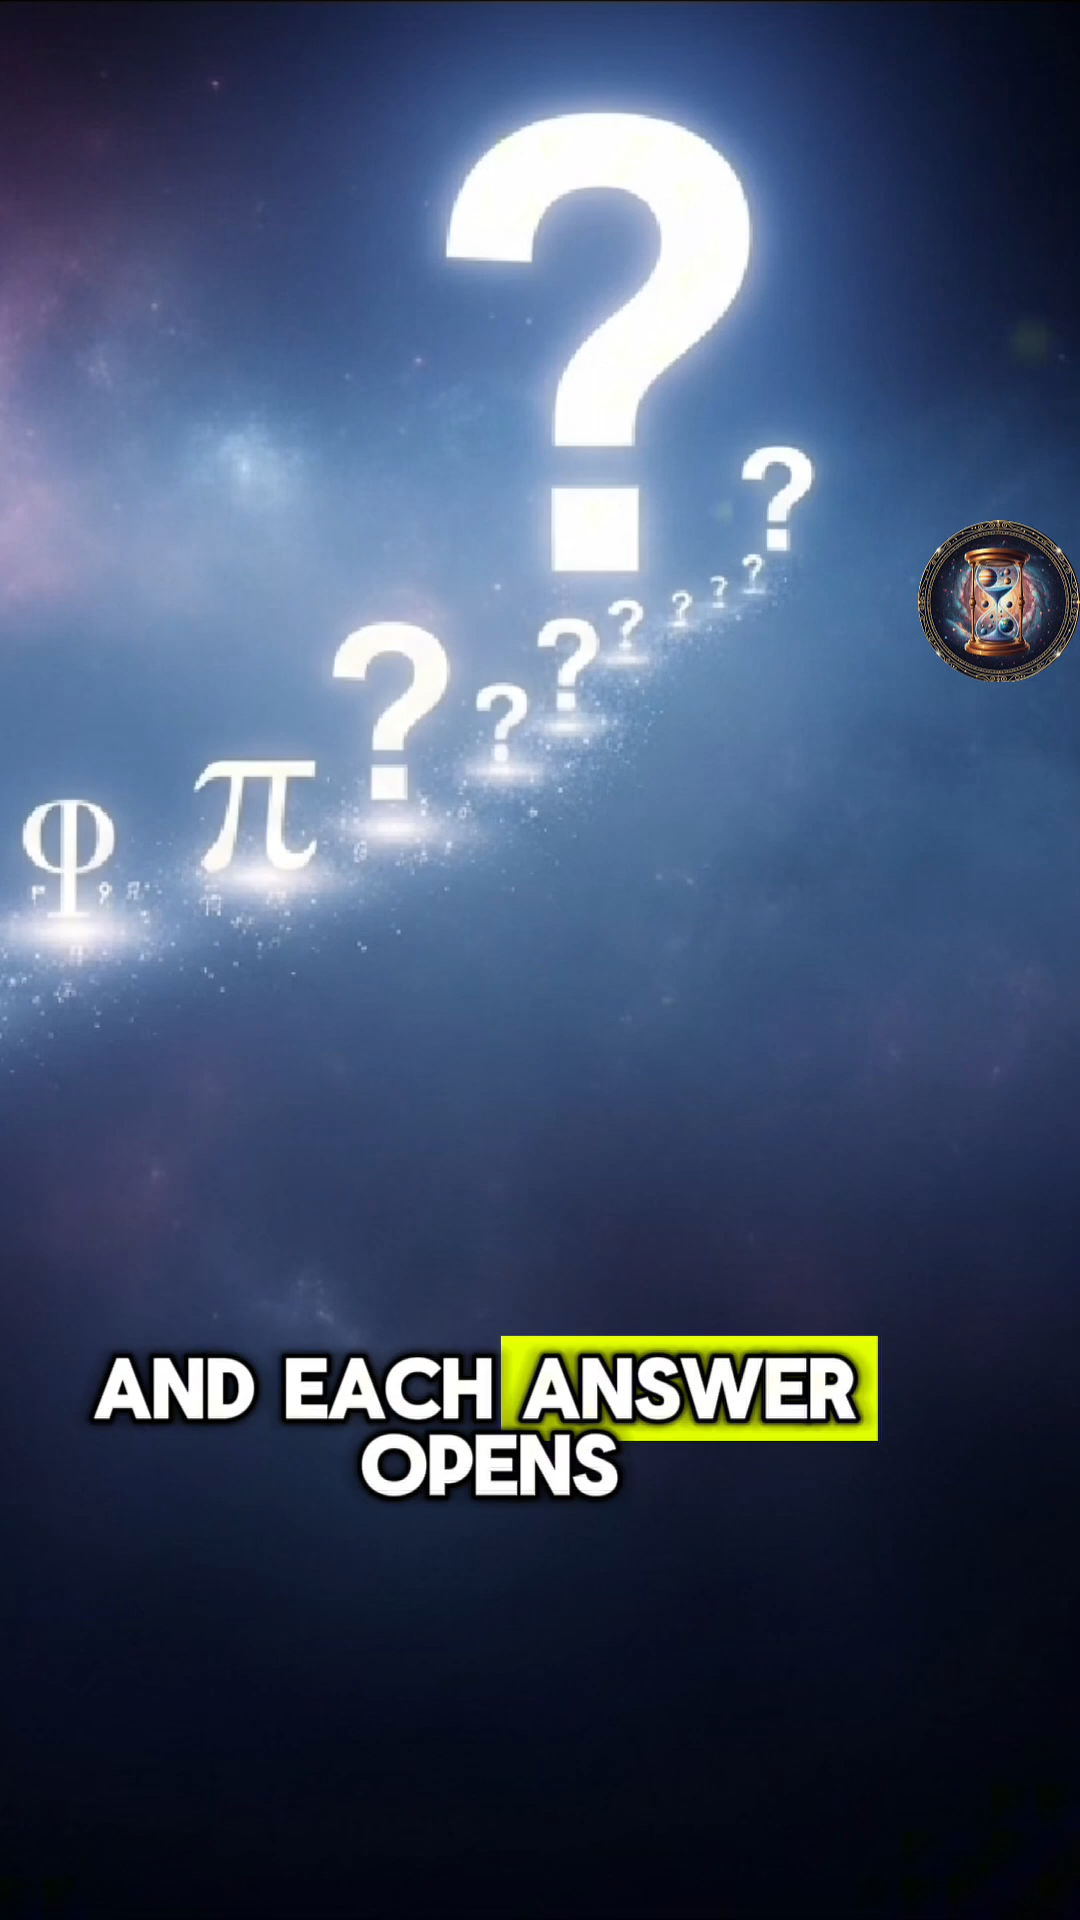 ?
?
? ? ? ?
? ? ?
φ π
AND EACH ANSWER
OPENS